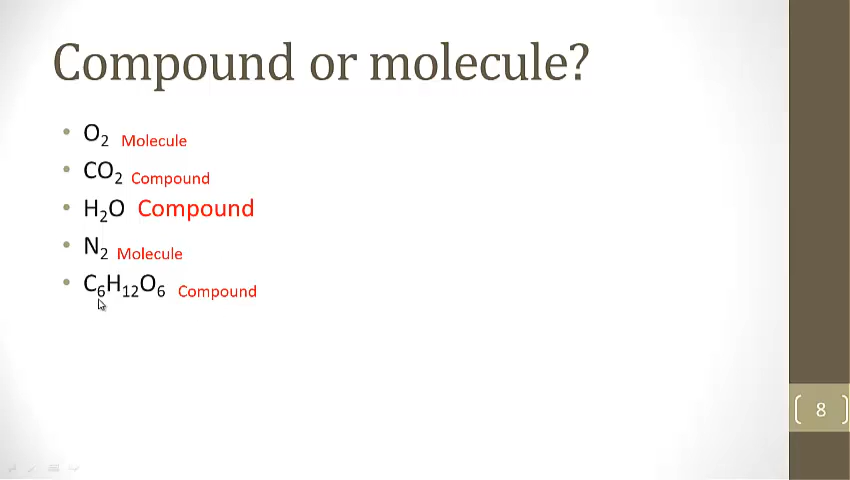 Compound or molecule?
• O₂ Molecule
• CO₂ Compound
• H₂O Compound
• N₂ Molecule
• C₆H₁₂O₆ Compound
8